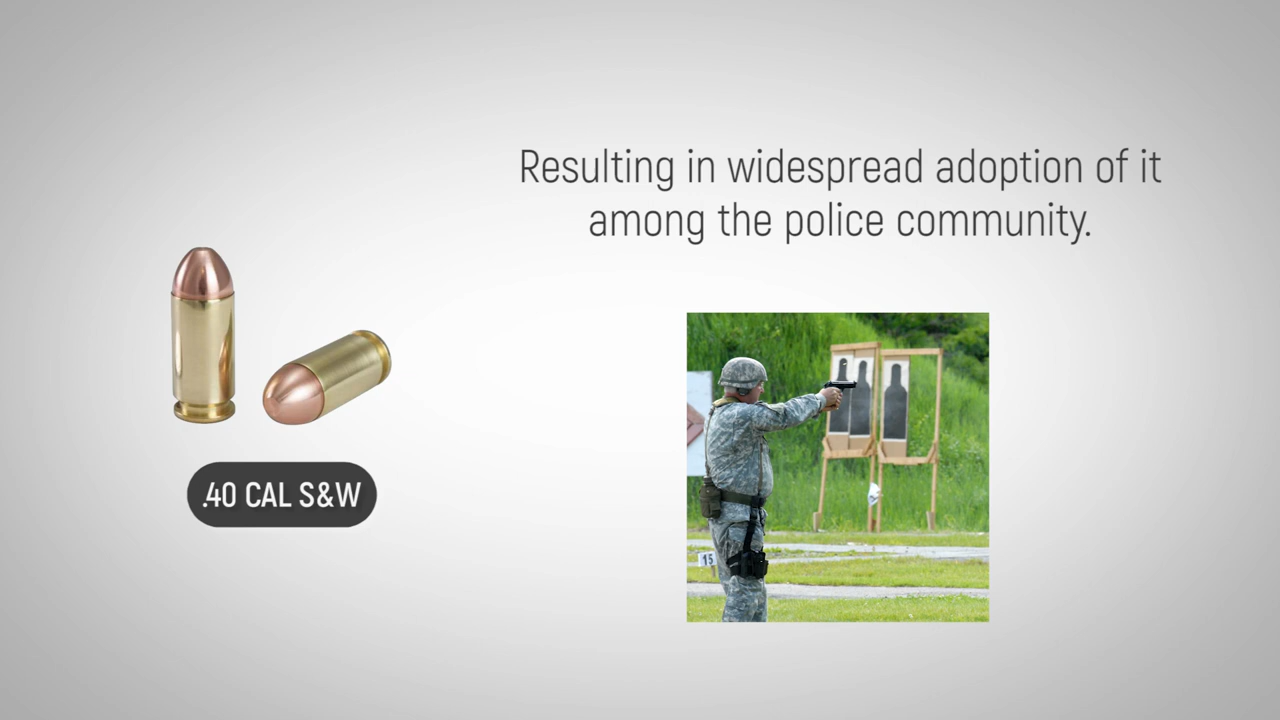 Resulting in widespread adoption of it
among the police community.
.40 CAL S&W
15